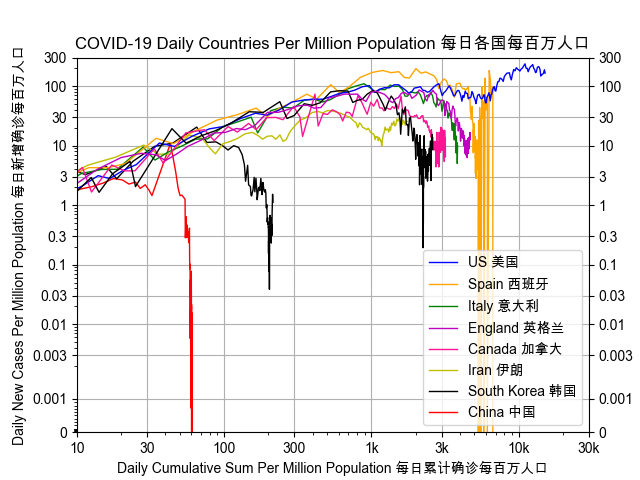 COVID-19 Daily Countries Per Million Population 每日各国每百万人口
Daily New Cases Per Million Population 每日新增确诊每百万人口
300
100
30
10
3
1
0.3
0.1
0.03
0.01
0.003
0.001
0
300
100
30
10
3
1
0.3
0.1
0.03
0.01
0.003
0.001
0
US 美国
Spain 西班牙
Italy 意大利
England 英格兰
Canada 加拿大
Iran 伊朗
South Korea 韩国
China 中国
10 30 100 300 1k 3k 10k 30k
Daily Cumulative Sum Per Million Population 每日累计确诊每百万人口